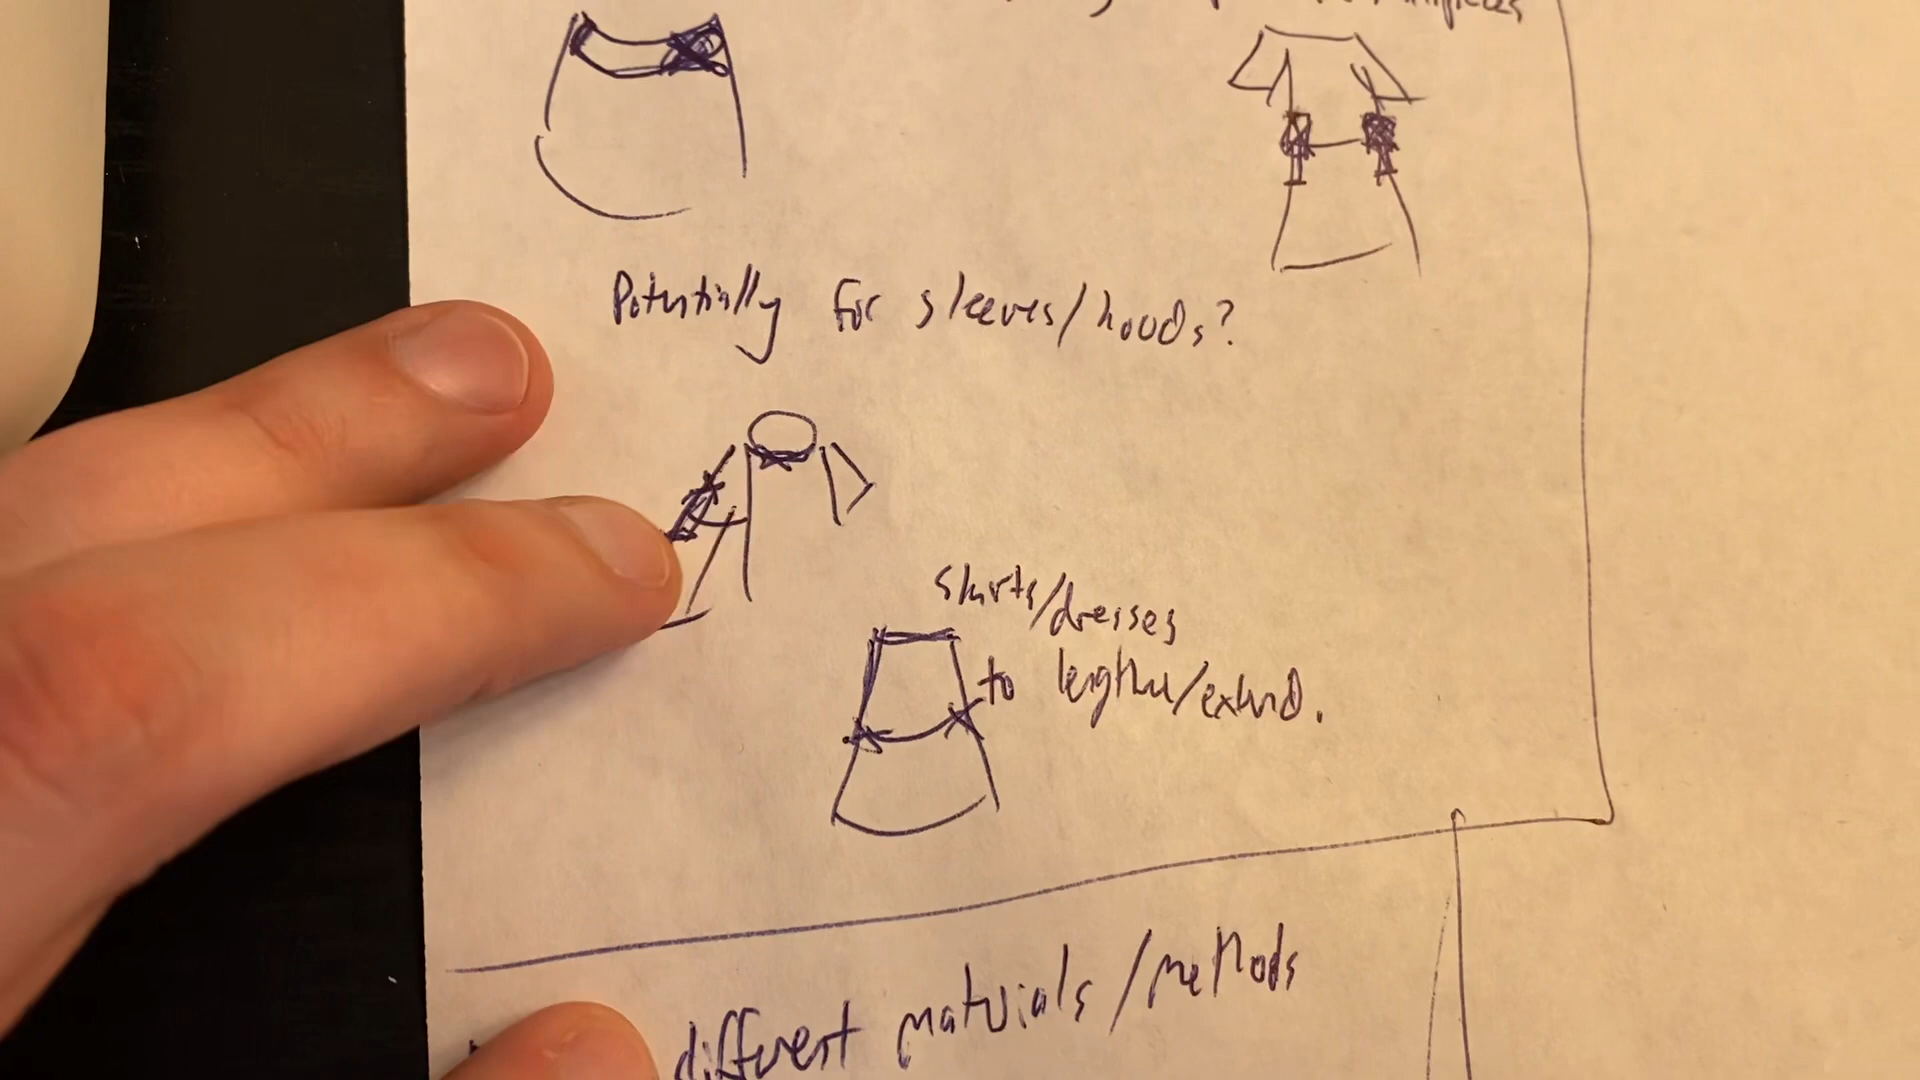 Potentially for sleeves/hoods?
skirts/dresses
to lengthen/extend.
different materials/methods